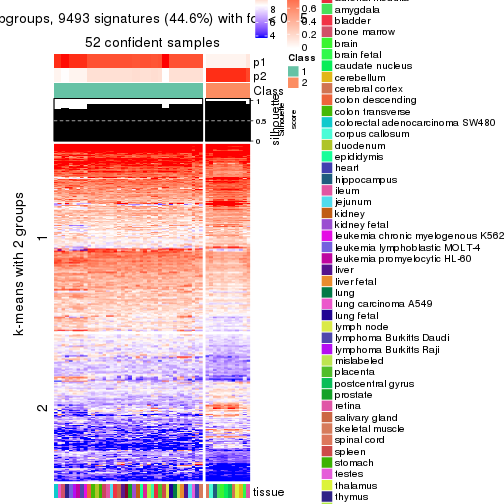 ogroups, 9493 signatures (44.6%) with fo
52 confident samples
p1
p2
Class
1
0.5
0
silhouette
score
k-means with 2 groups
1
2
tissue
8
6
4
0.6
0.4
0.2
0
Class
1
2
amygdala
bladder
bone marrow
brain
brain fetal
caudate nucleus
cerebellum
cerebral cortex
colon descending
colon transverse
colorectal adenocarcinoma SW480
corpus callosum
duodenum
epididymis
heart
hippocampus
ileum
jejunum
kidney
kidney fetal
leukemia chronic myelogenous K562
leukemia lymphoblastic MOLT-4
leukemia promyelocytic HL-60
liver
liver fetal
lung
lung carcinoma A549
lung fetal
lymph node
lymphoma Burkitts Daudi
lymphoma Burkitts Raji
mislabeled
placenta
postcentral gyrus
prostate
retina
salivary gland
skeletal muscle
spinal cord
spleen
stomach
testes
thalamus
thymus